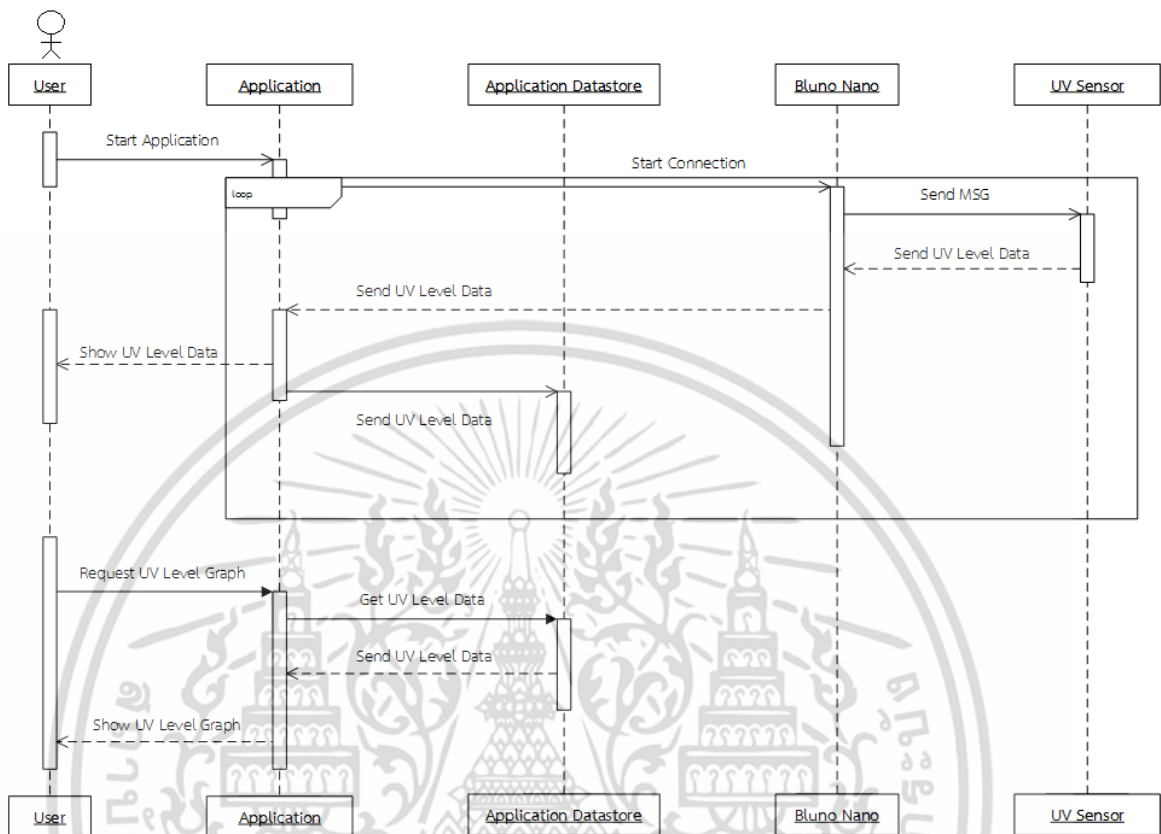 User
Application
Application Datastore
Bluno Nano
UV Sensor
Start Application
Start Connection
loop
Send MSG
Send UV Level Data
Send UV Level Data
Show UV Level Data
Send UV Level Data
Request UV Level Graph
Get UV Level Data
Send UV Level Data
Show UV Level Graph
User
Application
Application Datastore
Bluno Nano
UV Sensor